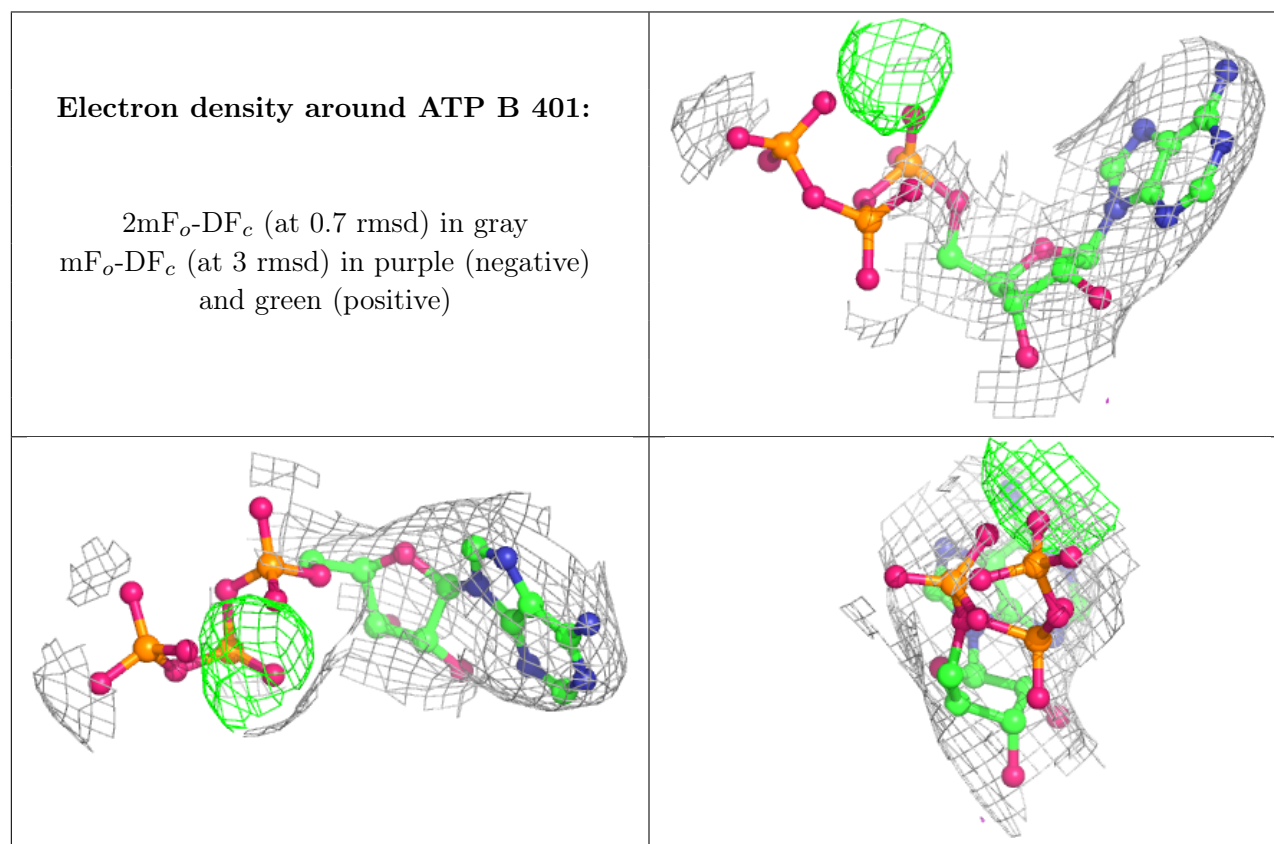 Electron density around ATP B 401:
2mFo-DFc (at 0.7 rmsd) in gray
mFo-DFc (at 3 rmsd) in purple (negative)
and green (positive)